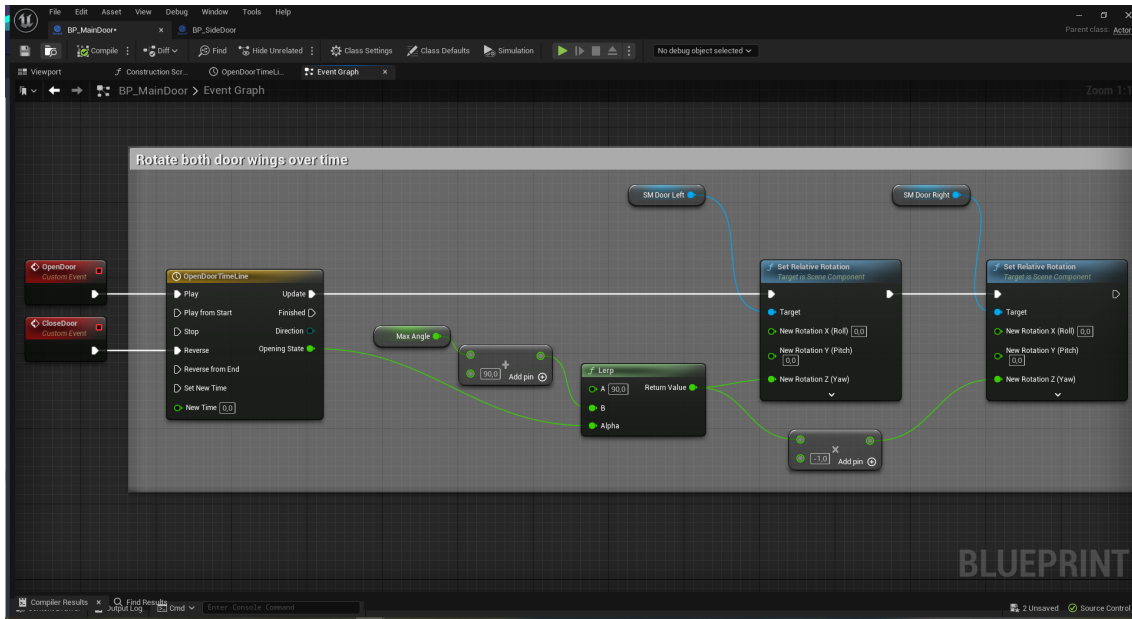 File Edit Asset View Debug Window Tools Help
BP_MainDoor•
BP_SideDoor
Parent class: Actor
Compile
Diff
Find
Hide Unrelated
Class Settings
Class Defaults
Simulation
No debug object selected
Viewport
Construction Scr...
OpenDoorTimeLi...
Event Graph
BP_MainDoor > Event Graph
Zoom 1:1
Rotate both door wings over time
SM Door Left
SM Door Right
OpenDoor
Custom Event
CloseDoor
Custom Event
OpenDoorTimeLine
Play
Update
Play from Start
Finished
Stop
Direction
Reverse
Opening State
Reverse from End
Set New Time
New Time 0,0
Max Angle
+
90,0
Add pin
Lerp
A 90,0
Return Value
B
Alpha
Set Relative Rotation
Target is Scene Component
Target
New Rotation X (Roll) 0,0
New Rotation Y (Pitch)
0,0
New Rotation Z (Yaw)
×
-1,0
Add pin
Set Relative Rotation
Target is Scene Component
Target
New Rotation X (Roll) 0,0
New Rotation Y (Pitch)
0,0
New Rotation Z (Yaw)
BLUEPRINT
Compiler Results
Find Results
Output Log
Cmd
Enter Console Command
2 Unsaved
Source Control